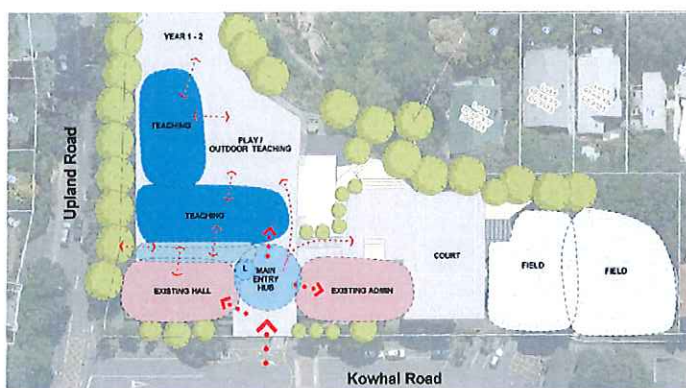 YEAR 1 - 2
TEACHING
PLAY /
OUTDOOR TEACHING
Upland Road
TEACHING
L
MAIN
ENTRY
HUB
COURT
FIELD
FIELD
EXISTING HALL
EXISTING ADMIN
Kowhai Road